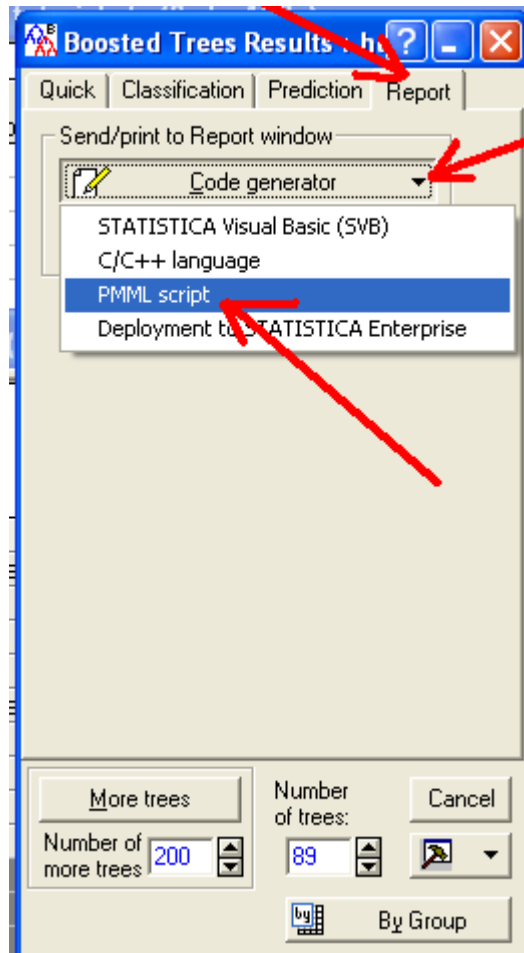 Boosted Trees Results :
Quick Classification Prediction Report
Send/print to Report window
Code generator
STATISTICA Visual Basic (SVB)
C/C++ language
PMML script
Deployment to STATISTICA Enterprise
More trees
Number of trees:
Cancel
Number of more trees 200
89
By Group